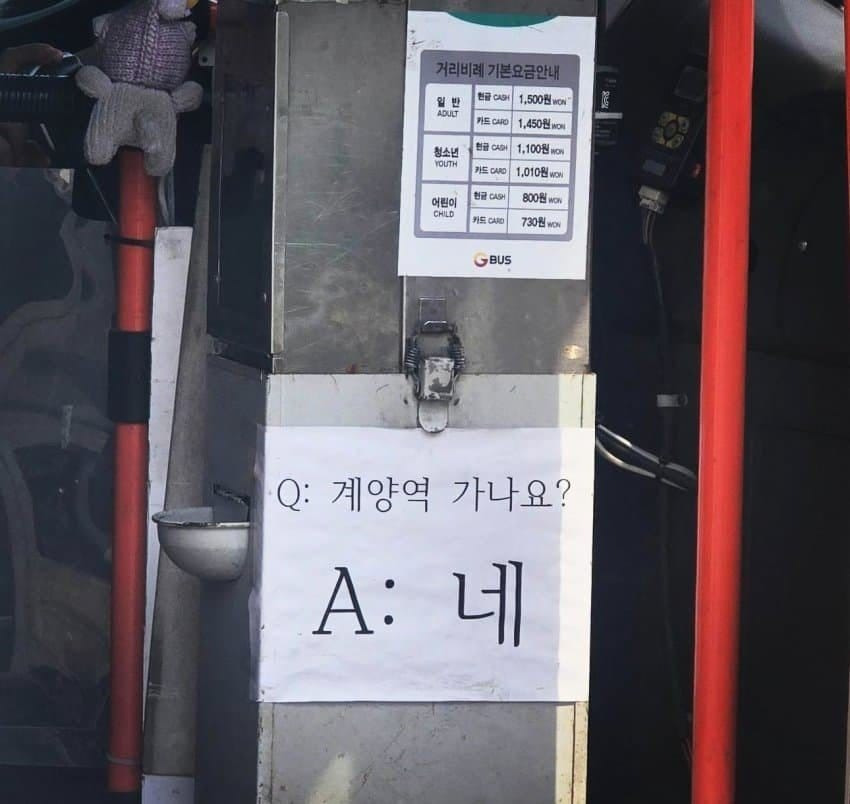 거리비례 기본요금안내
일 반 ADULT
현금 CASH 1,500원 WON
카드 CARD 1,450원 WON
청소년 YOUTH
현금 CASH 1,100원 WON
카드 CARD 1,010원 WON
어린이 CHILD
현금 CASH 800원 WON
카드 CARD 730원 WON
G BUS
Q: 계양역 가나요?
A: 네